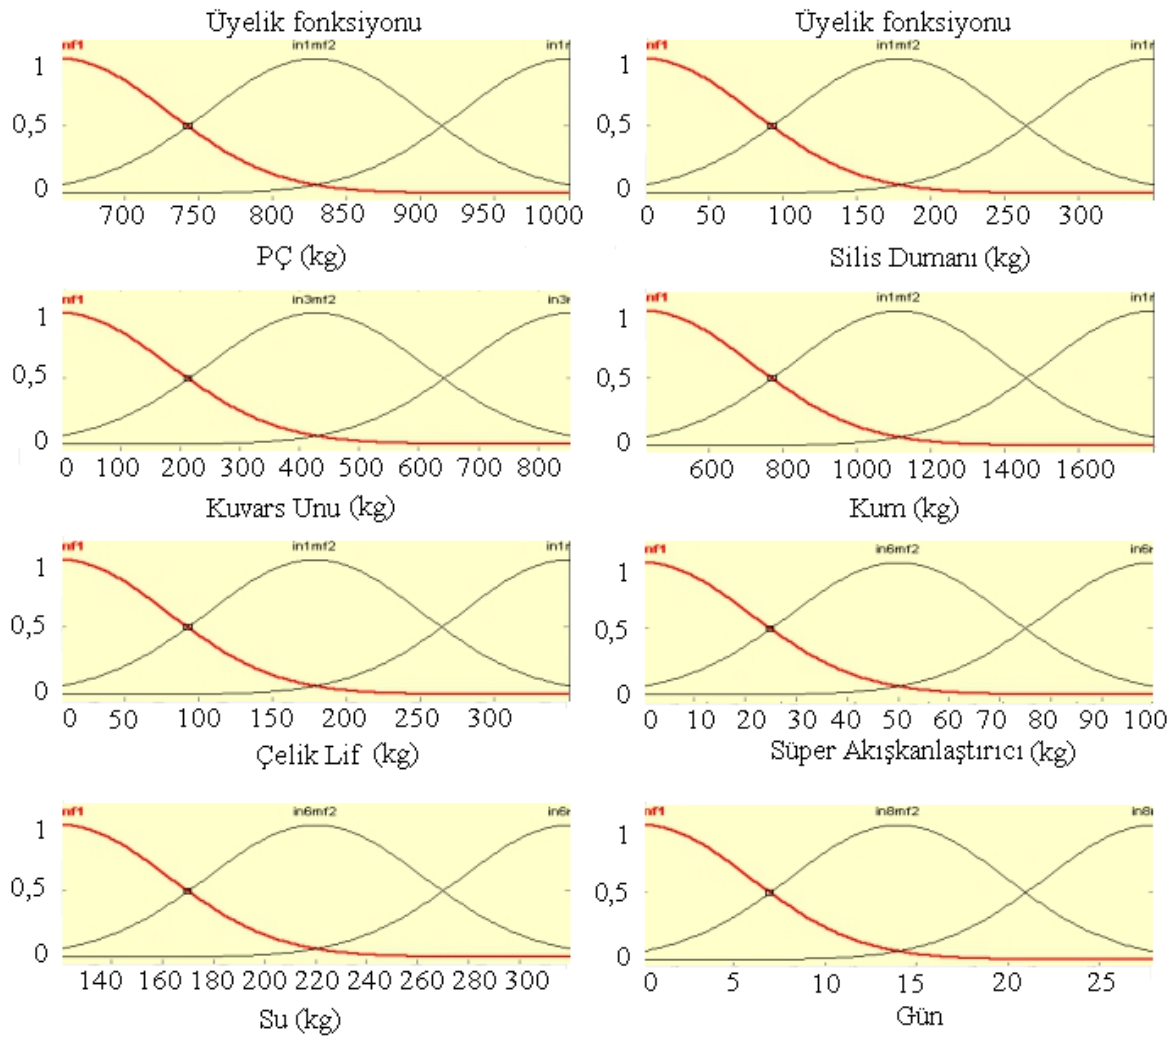 Üyelik fonksiyonu
nf1 in1mf2 in1r
1
0,5
0
700 750 800 850 900 950 1000
PÇ (kg)
Üyelik fonksiyonu
nf1 in1mf2 in1r
1
0,5
0
0 50 100 150 200 250 300
Silis Dumanı (kg)
nf1 in3mf2 in3r
1
0,5
0
0 100 200 300 400 500 600 700 800
Kuvars Unu (kg)
nf1 in1mf2 in1r
1
0,5
0
600 800 1000 1200 1400 1600
Kum (kg)
nf1 in1mf2 in1r
1
0,5
0
0 50 100 150 200 250 300
Çelik Lif (kg)
nf1 in6mf2 in6r
1
0,5
0
0 10 20 30 40 50 60 70 80 90 100
Süper Akışkanlaştırıcı (kg)
nf1 in6mf2 in6r
1
0,5
0
140 160 180 200 220 240 260 280 300
Su (kg)
nf1 in8mf2 in8
1
0,5
0
0 5 10 15 20 25
Gün